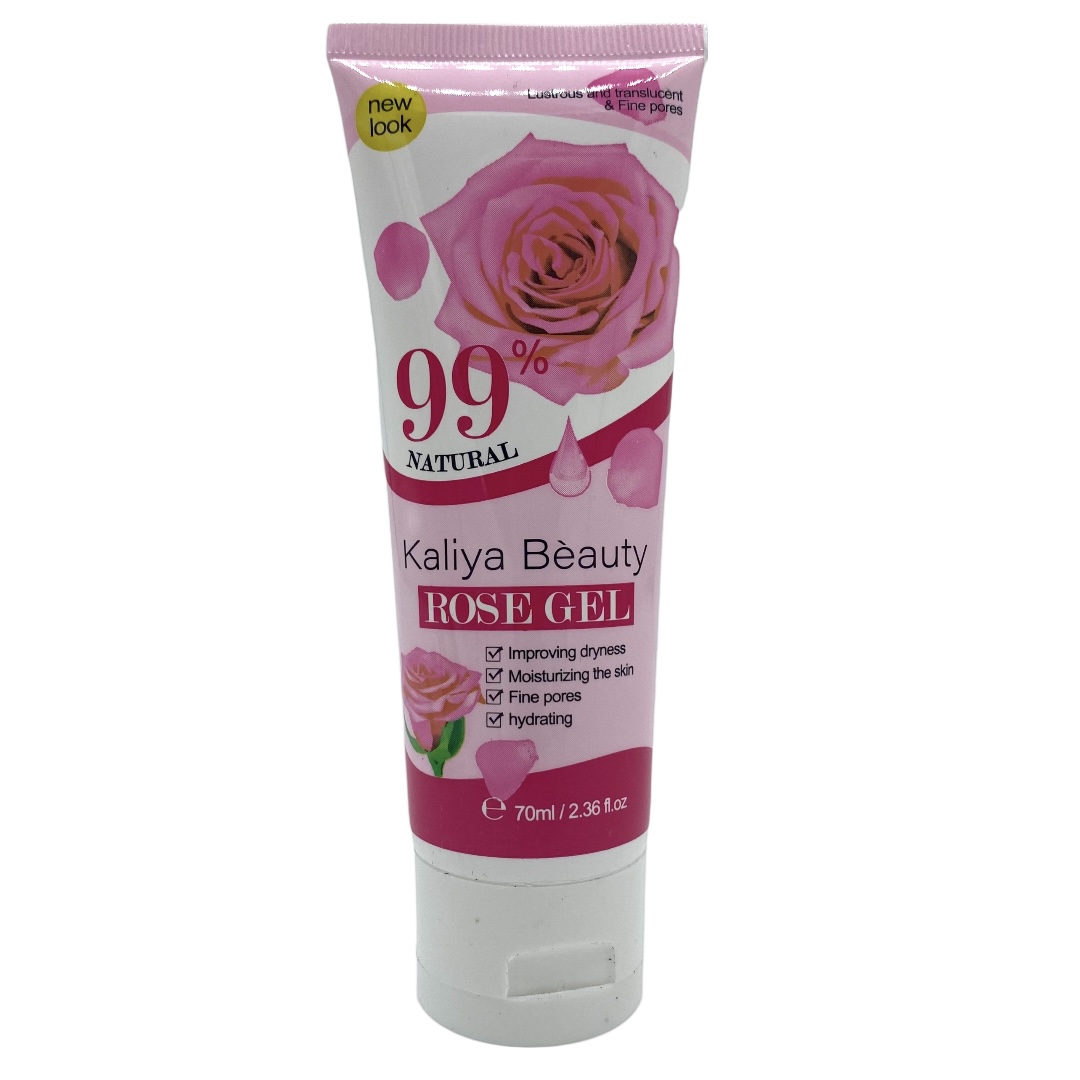 new
look
Lustrous and translucent
& Fine pores
99%
NATURAL
Kaliya Bèauty
ROSE GEL
Improving dryness
Moisturizing the skin
Fine pores
hydrating
℮ 70ml / 2.36 fl.oz